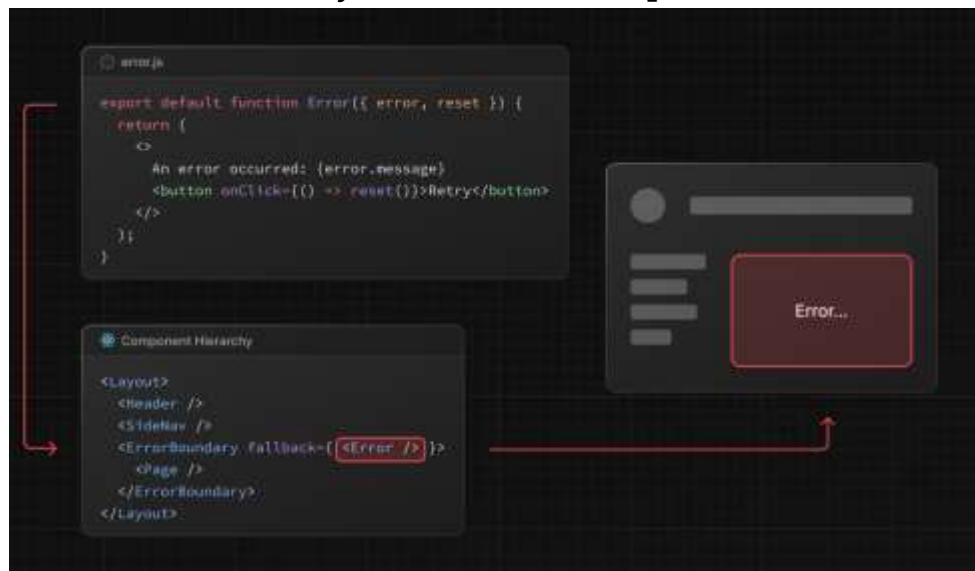 error.js
export default function Error({ error, reset }) {
return (
<>
An error occurred: {error.message}
<button onClick={() => reset()}>Retry</button>
</>
);
}
Error...
Component Hierarchy
<Layout>
<Header />
<SideNav />
<ErrorBoundary fallback={ <Error /> }>
<Page />
</ErrorBoundary>
</Layout>